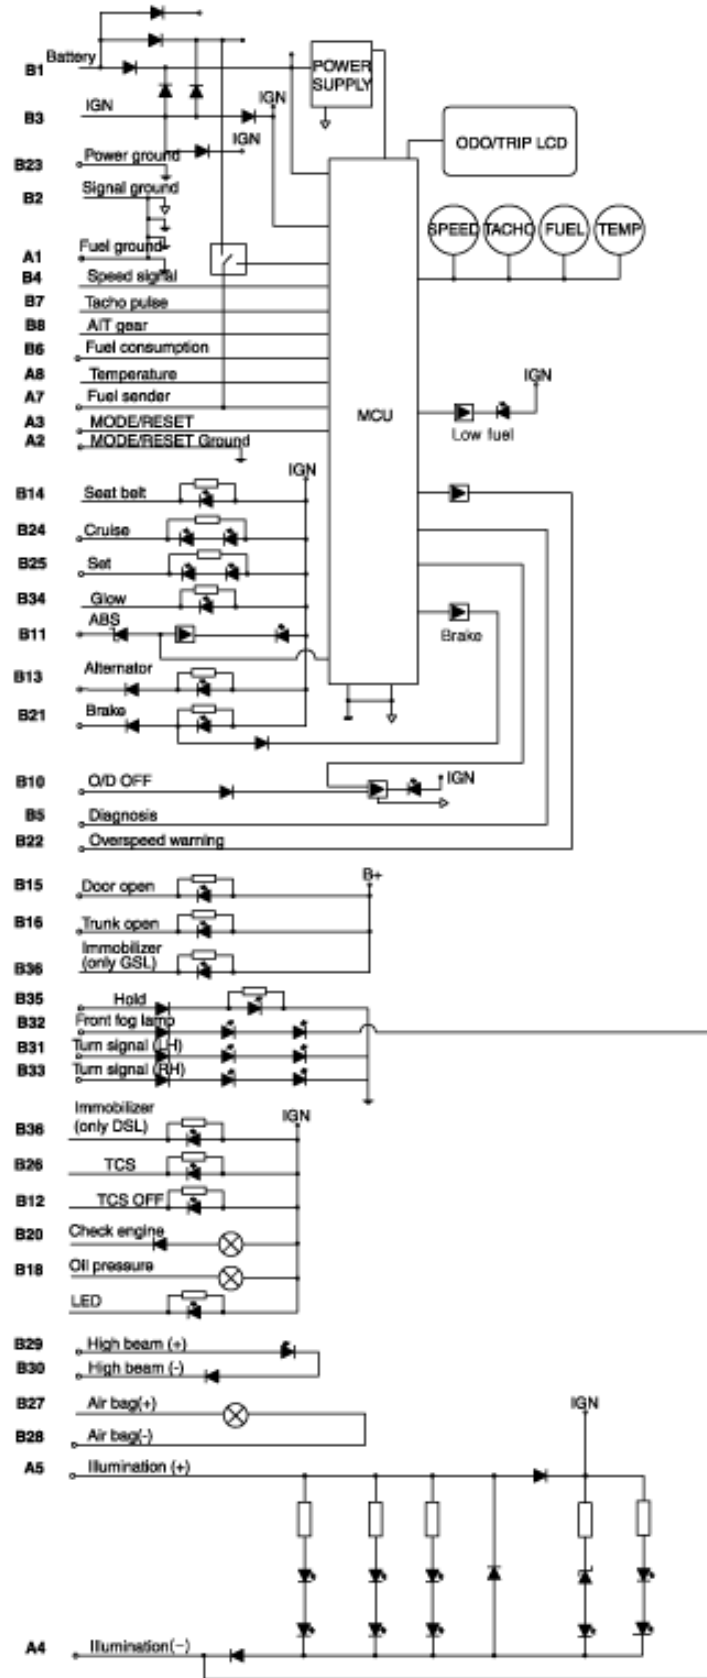 B1 Battery
POWER SUPPLY
B3 IGN
IGN
IGN
ODO/TRIP LCD
B23 Power ground
B2 Signal ground
SPEED TACHO FUEL TEMP
A1 Fuel ground
B4 Speed signal
B7 Tacho pulse
B8 A/T gear
B6 Fuel consumption
A8 Temperature
A7 Fuel sender
A3 MODE/RESET
A2 MODE/RESET Ground
MCU
IGN
Low fuel
IGN
B14 Seat belt
B24 Cruise
B25 Set
B34 Glow
B11 ABS
Brake
B13 Alternator
B21 Brake
B10 O/D OFF
IGN
B5 Diagnosis
B22 Overspeed warning
B+
B15 Door open
B16 Trunk open
B36 Immobilizer
(only GSL)
B35 Hold
B32 Front fog lamp
B31 Turn signal (LH)
B33 Turn signal (RH)
IGN
B36 Immobilizer
(only DSL)
B26 TCS
B12 TCS OFF
B20 Check engine
B18 Oil pressure
LED
B29 High beam (+)
B30 High beam (-)
B27 Air bag(+)
IGN
B28 Air bag(-)
A5 Illumination (+)
A4 Illumination(-)